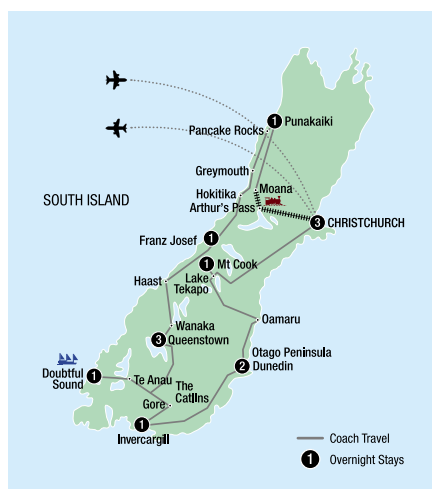 1 Punakaiki
Pancake Rocks
Greymouth
Moana
SOUTH ISLAND
Hokitika
Arthur's Pass
3 CHRISTCHURCH
Franz Josef 1
1 Mt Cook
Lake
Tekapo
Haast
Oamaru
Wanaka
3 Queenstown
Otago Peninsula
2 Dunedin
Doubtful
Sound 1
Te Anau
The
Catlins
Gore
1
Invercargill
Coach Travel
1 Overnight Stays